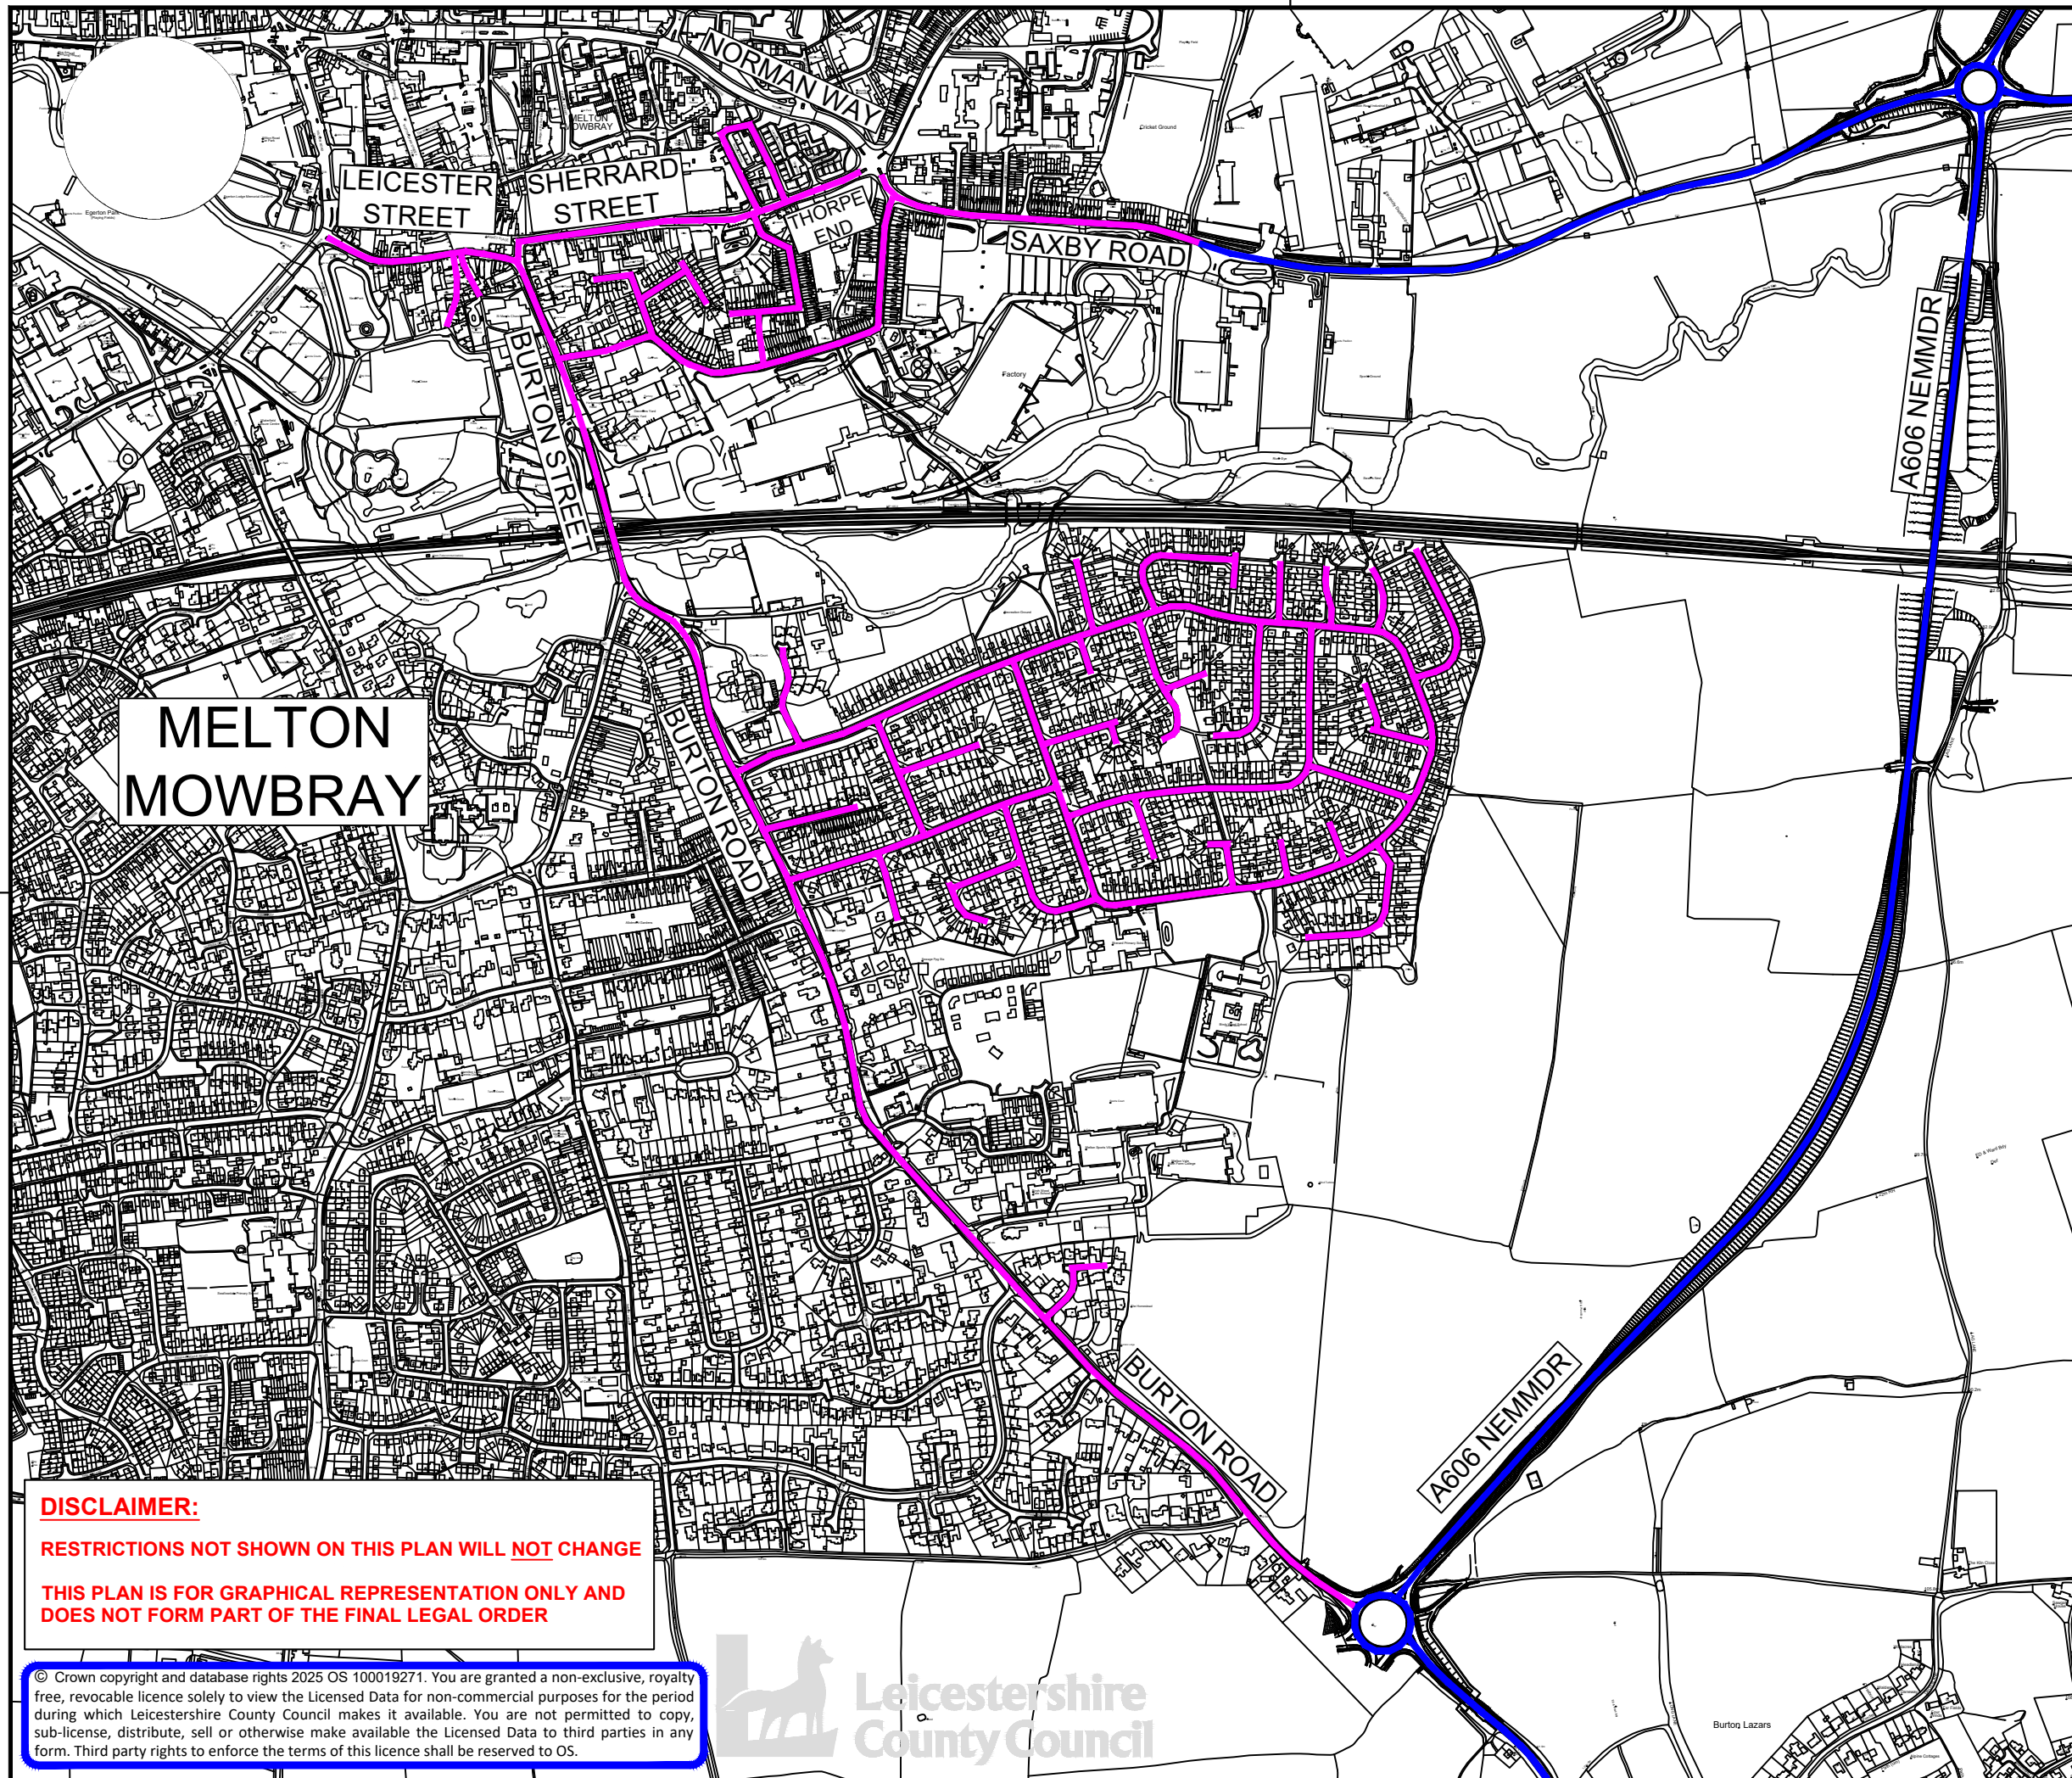 NORMAN WAY
MELTON
MOWBRAY
Cricket Ground
LEICESTER
STREET
SHERRARD
STREET
THORPE
END
Egerton Park
SAXBY ROAD
A606 NEMMDR
BURTON STREET
Factory
MELTON
MOWBRAY
BURTON ROAD
BURTON ROAD
A606 NEMMDR
DISCLAIMER:
RESTRICTIONS NOT SHOWN ON THIS PLAN WILL NOT CHANGE
THIS PLAN IS FOR GRAPHICAL REPRESENTATION ONLY AND
DOES NOT FORM PART OF THE FINAL LEGAL ORDER
© Crown copyright and database rights 2025 OS 100019271. You are granted a non-exclusive, royalty
free, revocable licence solely to view the Licensed Data for non-commercial purposes for the period
during which Leicestershire County Council makes it available. You are not permitted to copy,
sub-license, distribute, sell or otherwise make available the Licensed Data to third parties in any
form. Third party rights to enforce the terms of this licence shall be reserved to OS.
Leicestershire
County Council
Burton Lazars